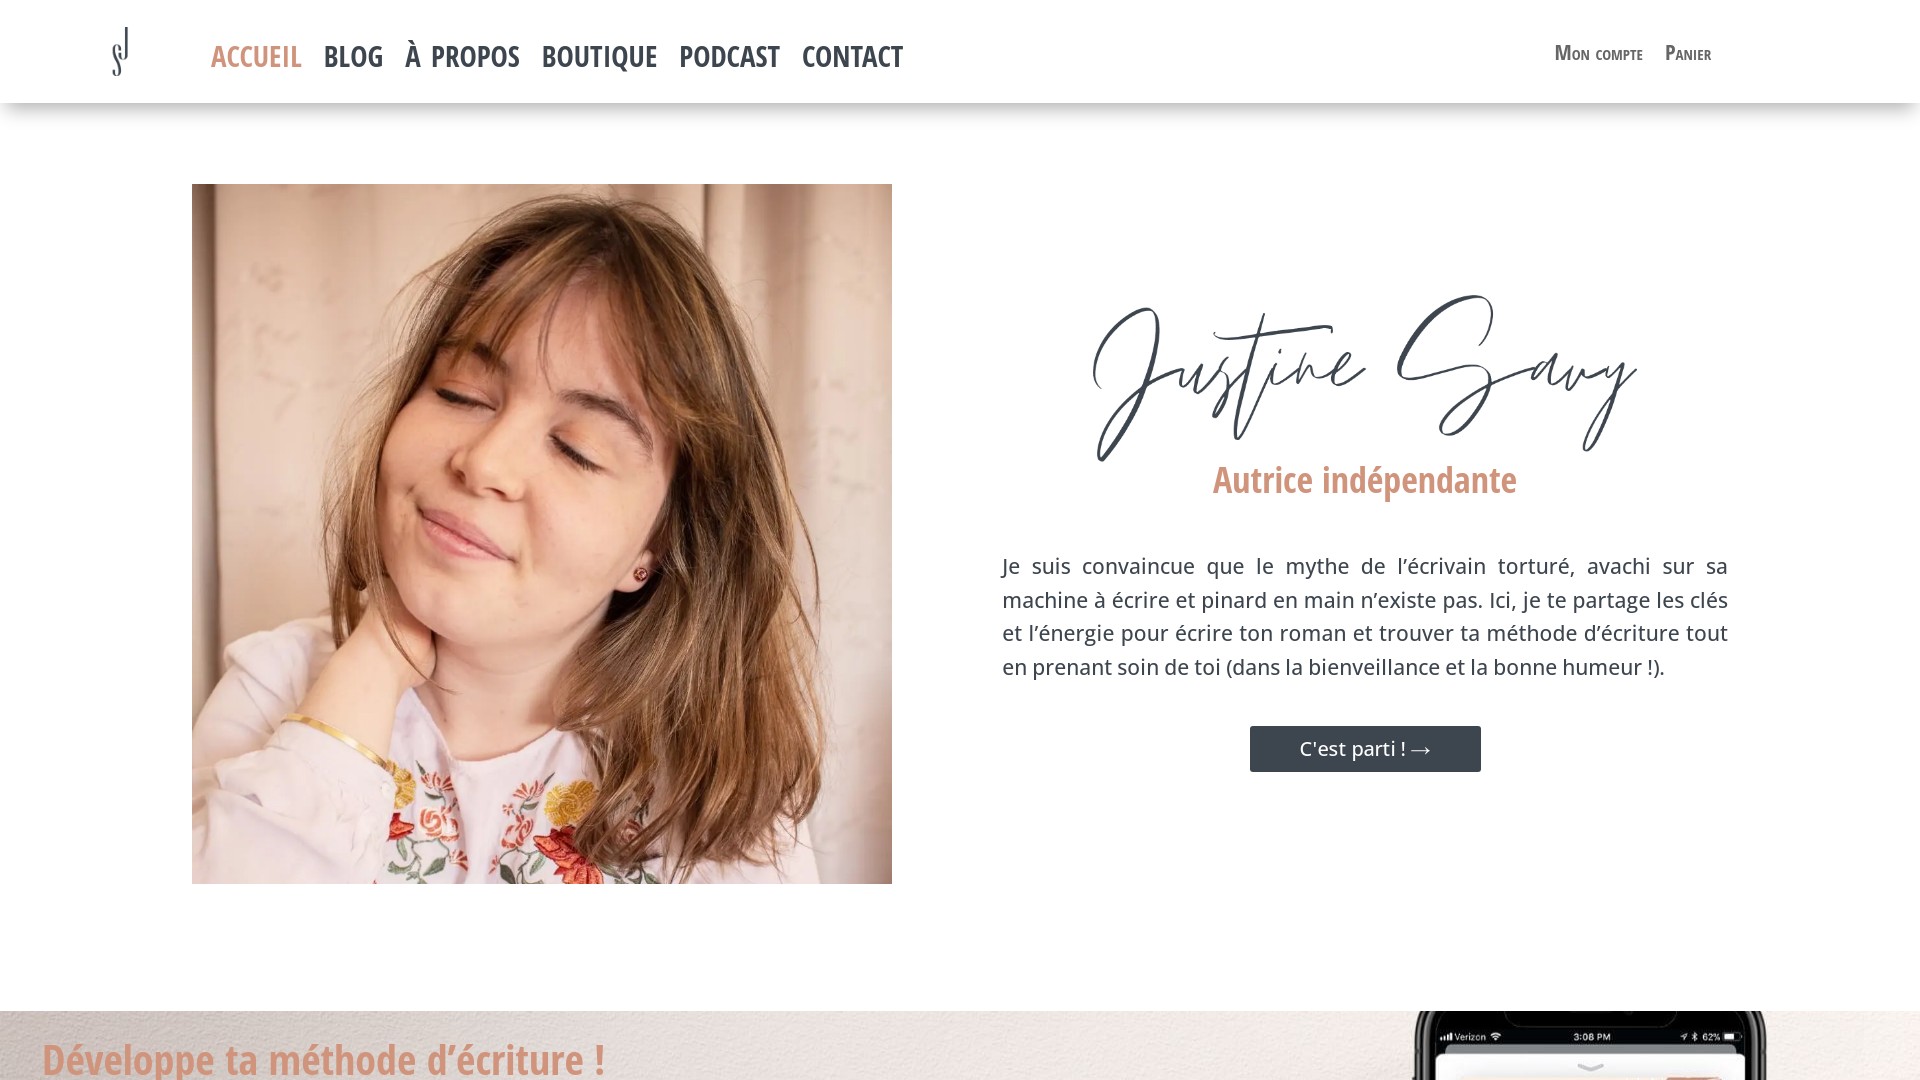 SJ
ACCUEIL BLOG À PROPOS BOUTIQUE PODCAST CONTACT
Mon compte Panier
Justine Savy
Autrice indépendante
Je suis convaincue que le mythe de l’écrivain torturé, avachi sur sa
machine à écrire et pinard en main n’existe pas. Ici, je te partage les clés
et l’énergie pour écrire ton roman et trouver ta méthode d’écriture tout
en prenant soin de toi (dans la bienveillance et la bonne humeur !).
C'est parti ! →
Développe ta méthode d’écriture !
Verizon 3:08 PM 62%